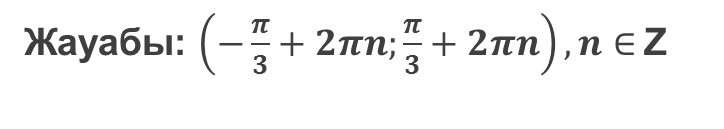 Жауабы: (−π/3 + 2πn; π/3 + 2πn), n ∈ Z